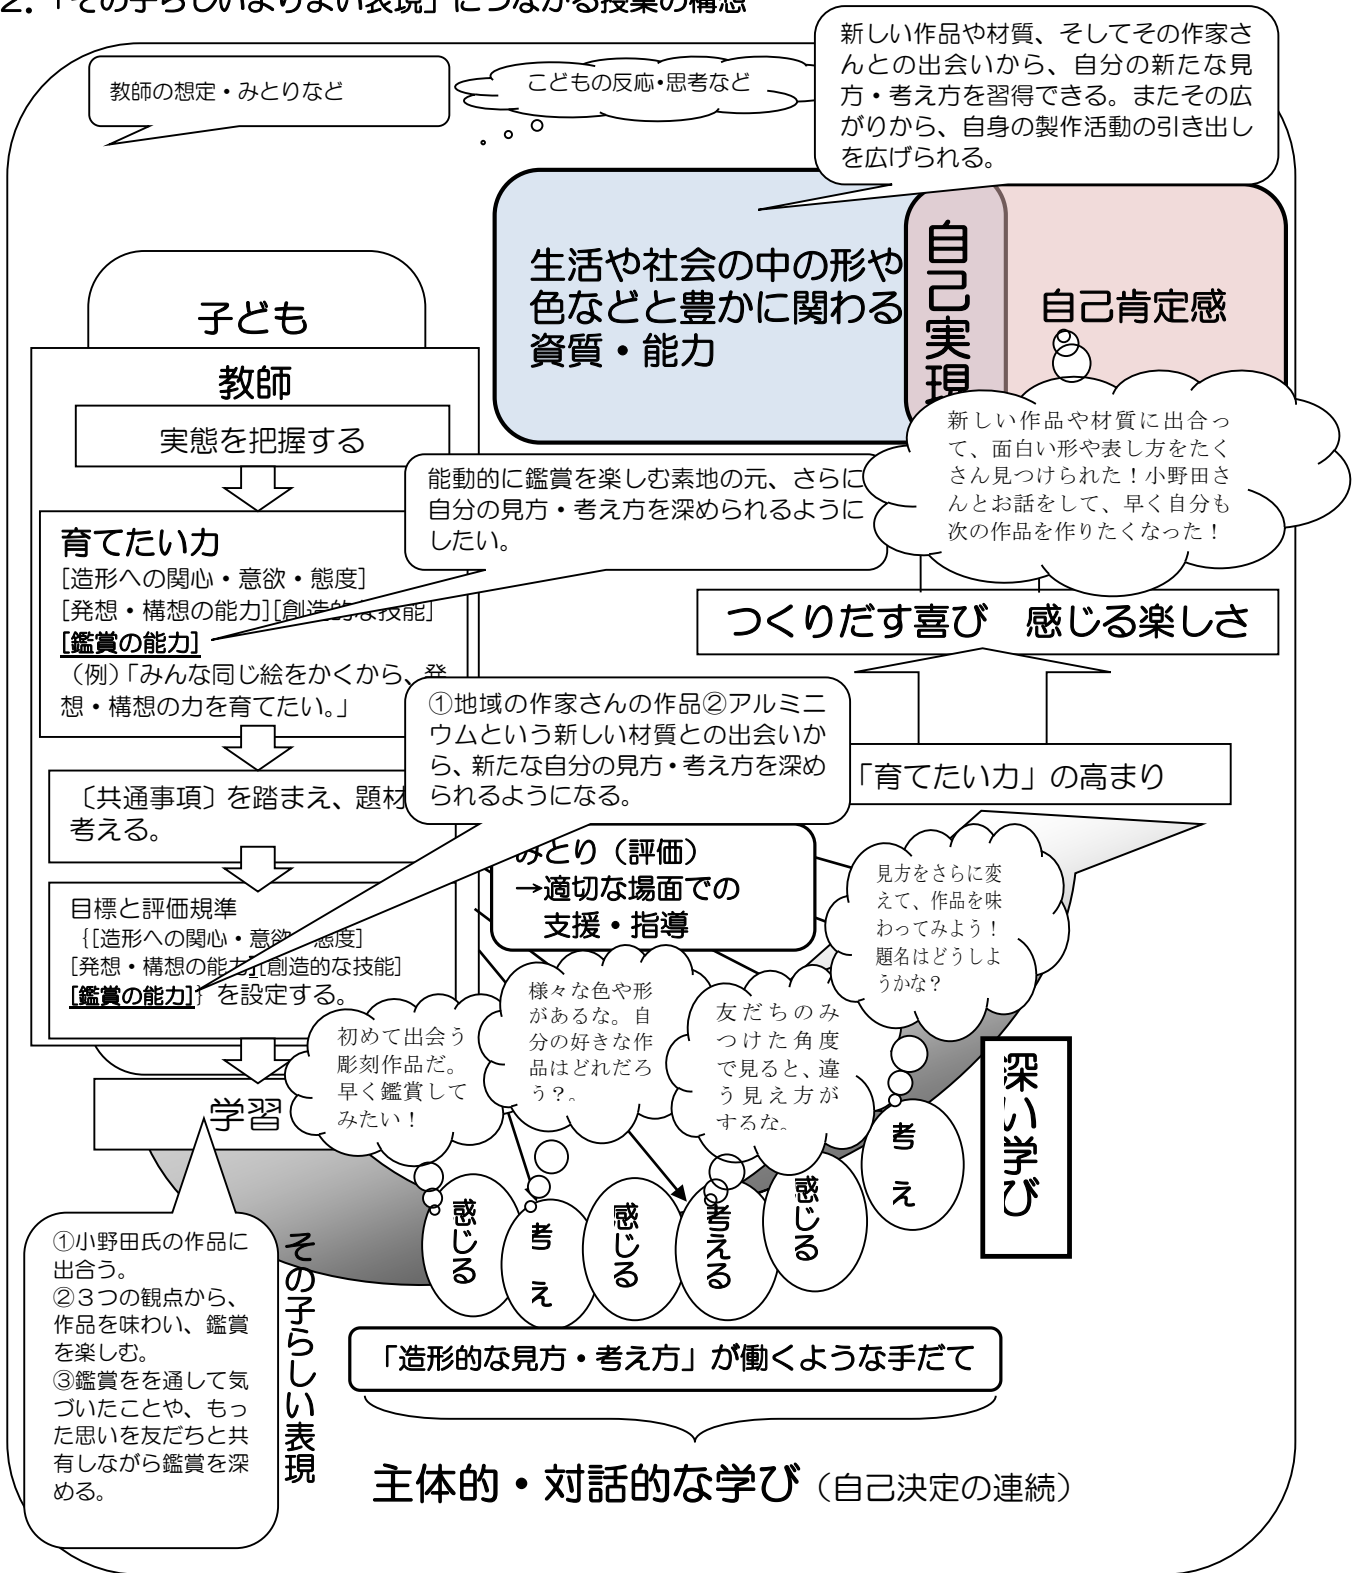 2.「その子らしいよりよい表現」につながる授業の構想
教師の想定・みとりなど
こどもの反応・思考など
新しい作品や材質、そしてその作家さ
んとの出会いから、自分の新たな見
方・考え方を習得できる。またその広
がりから、自身の製作活動の引き出し
を広げられる。
生活や社会の中の形や
色などと豊かに関わる
資質・能力
自己実現
自己肯定感
新しい作品や材質に出合っ
て、面白い形や表し方をたく
さん見つけられた！小野田さ
んとお話をして、早く自分も
次の作品を作りたくなった！
子ども
教師
実態を把握する
能動的に鑑賞を楽しむ素地の元、さらに
自分の見方・考え方を深められるように
したい。
育てたい力
[造形への関心・意欲・態度]
[発想・構想の能力][創造的な技能]
[鑑賞の能力]
（例）「みんな同じ絵をかくから、発
想・構想の力を育てたい。」
つくりだす喜び　感じる楽しさ
①地域の作家さんの作品②アルミニ
ウムという新しい材質との出会いか
ら、新たな自分の見方・考え方を深め
られるようになる。
「育てたい力」の高まり
〔共通事項〕を踏まえ、題材
考える。
みとり（評価）
→適切な場面での
支援・指導
見方をさらに変
えて、作品を味
わってみよう！
題名はどうしよ
うかな？
目標と評価規準
｛[造形への関心・意欲・態度]
[発想・構想の能力][創造的な技能]
[鑑賞の能力]｝を設定する。
初めて出会う
彫刻作品だ。
早く鑑賞して
みたい！
様々な色や形
があるな。自
分の好きな作
品はどれだろ
う？。
友だちのみ
つけた角度
で見ると、違
う見え方が
するな。
学習
深い学び
感じる
考え
感じる
考える
感じる
考え
①小野田氏の作品に
出合う。
②３つの観点から、
作品を味わい、鑑賞
を楽しむ。
③鑑賞をを通して気
づいたことや、もっ
た思いを友だちと共
有しながら鑑賞を深
める。
その子らしい表現
「造形的な見方・考え方」が働くような手だて
主体的・対話的な学び（自己決定の連続）